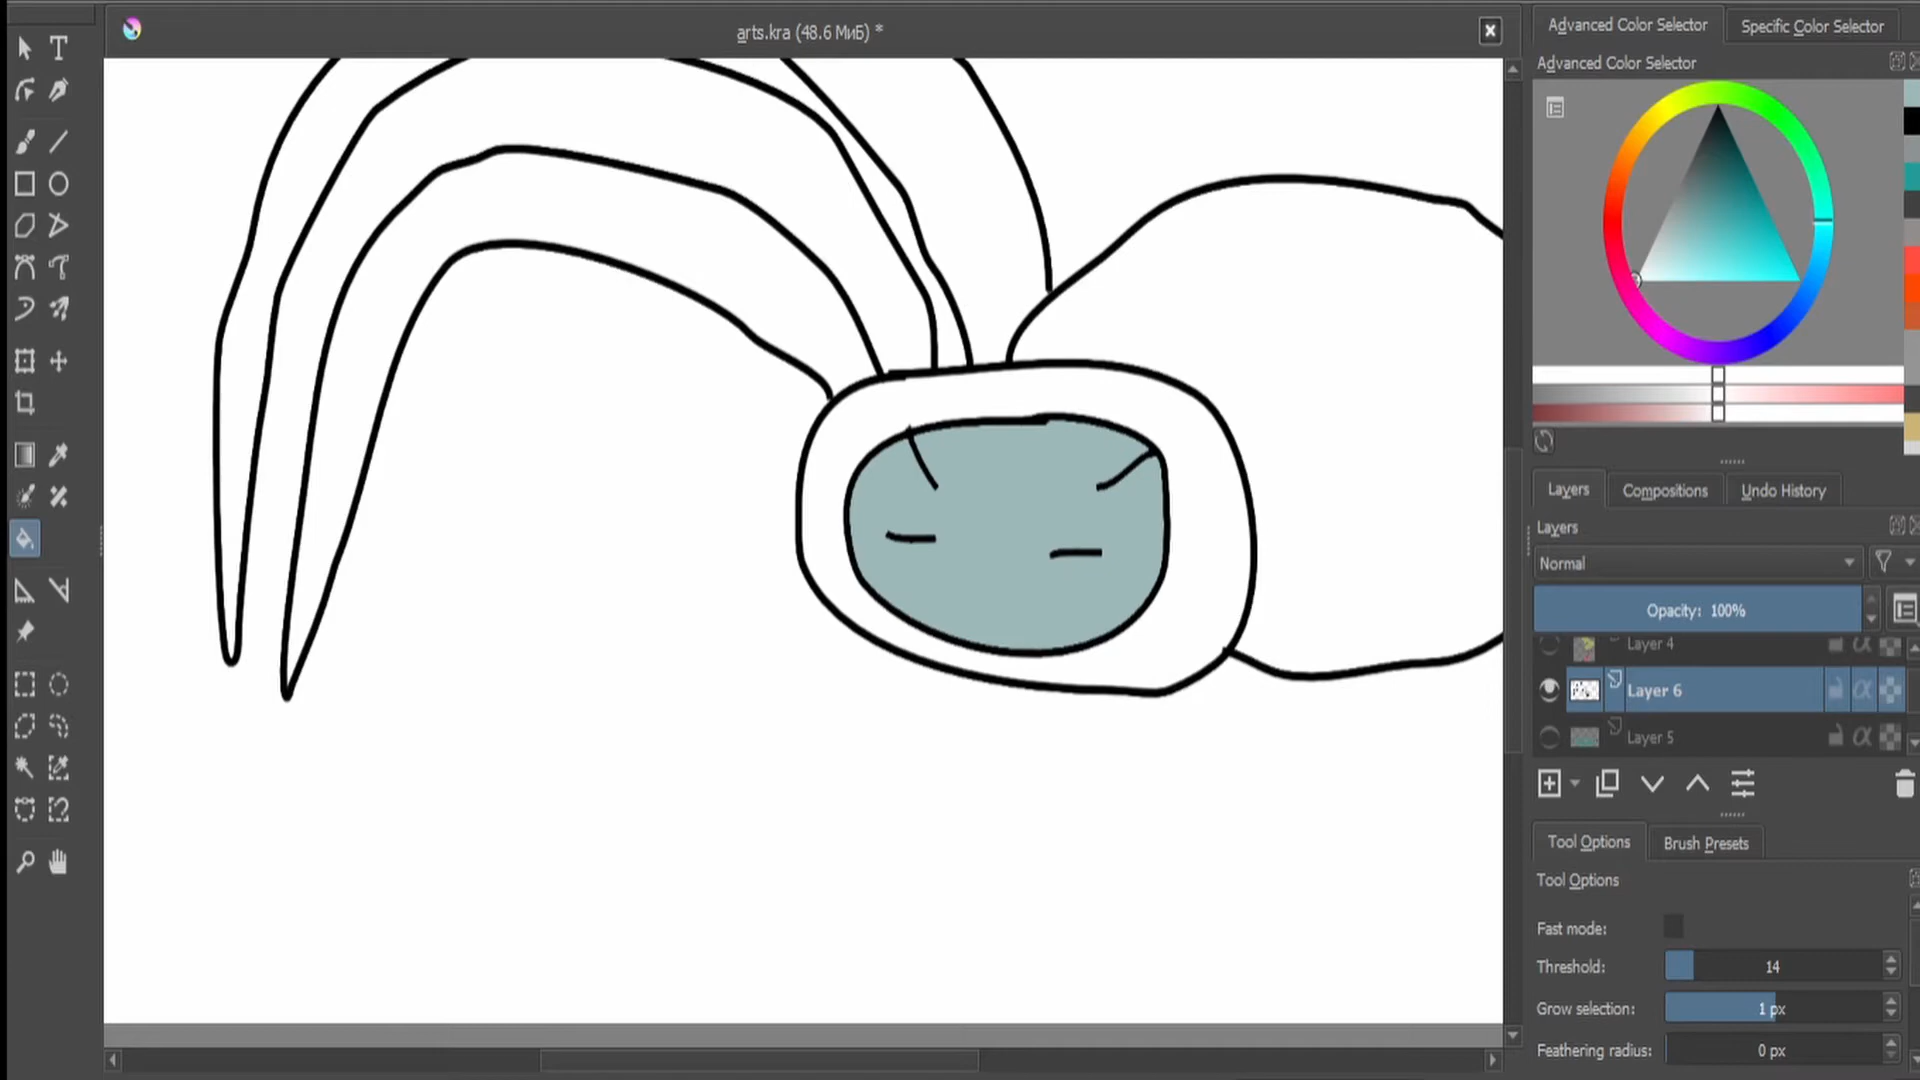 arts.kra (48.6 МиБ) *
Advanced Color Selector
Specific Color Selector
Advanced Color Selector
Layers
Compositions
Undo History
Layers
Normal
Opacity: 100%
Layer 4
Layer 6
Layer 5
Tool Options
Brush Presets
Tool Options
Fast mode:
Threshold: 14
Grow selection: 1 px
Feathering radius: 0 px